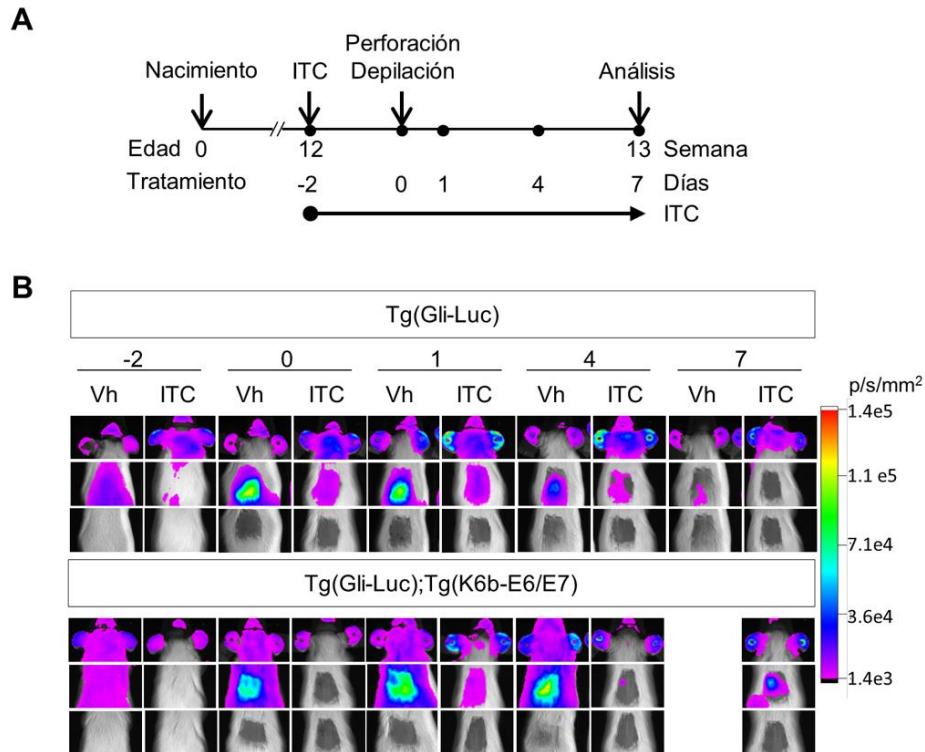 A
Nacimiento
ITC
Perforación
Depilación
Análisis
Edad 0 12 13 Semana
Tratamiento -2 0 1 4 7 Días
ITC
B
Tg(Gli-Luc)
-2 0 1 4 7
Vh ITC Vh ITC Vh ITC Vh ITC Vh ITC
p/s/mm²
1.4e5
1.1 e5
7.1e4
3.6e4
1.4e3
Tg(Gli-Luc);Tg(K6b-E6/E7)